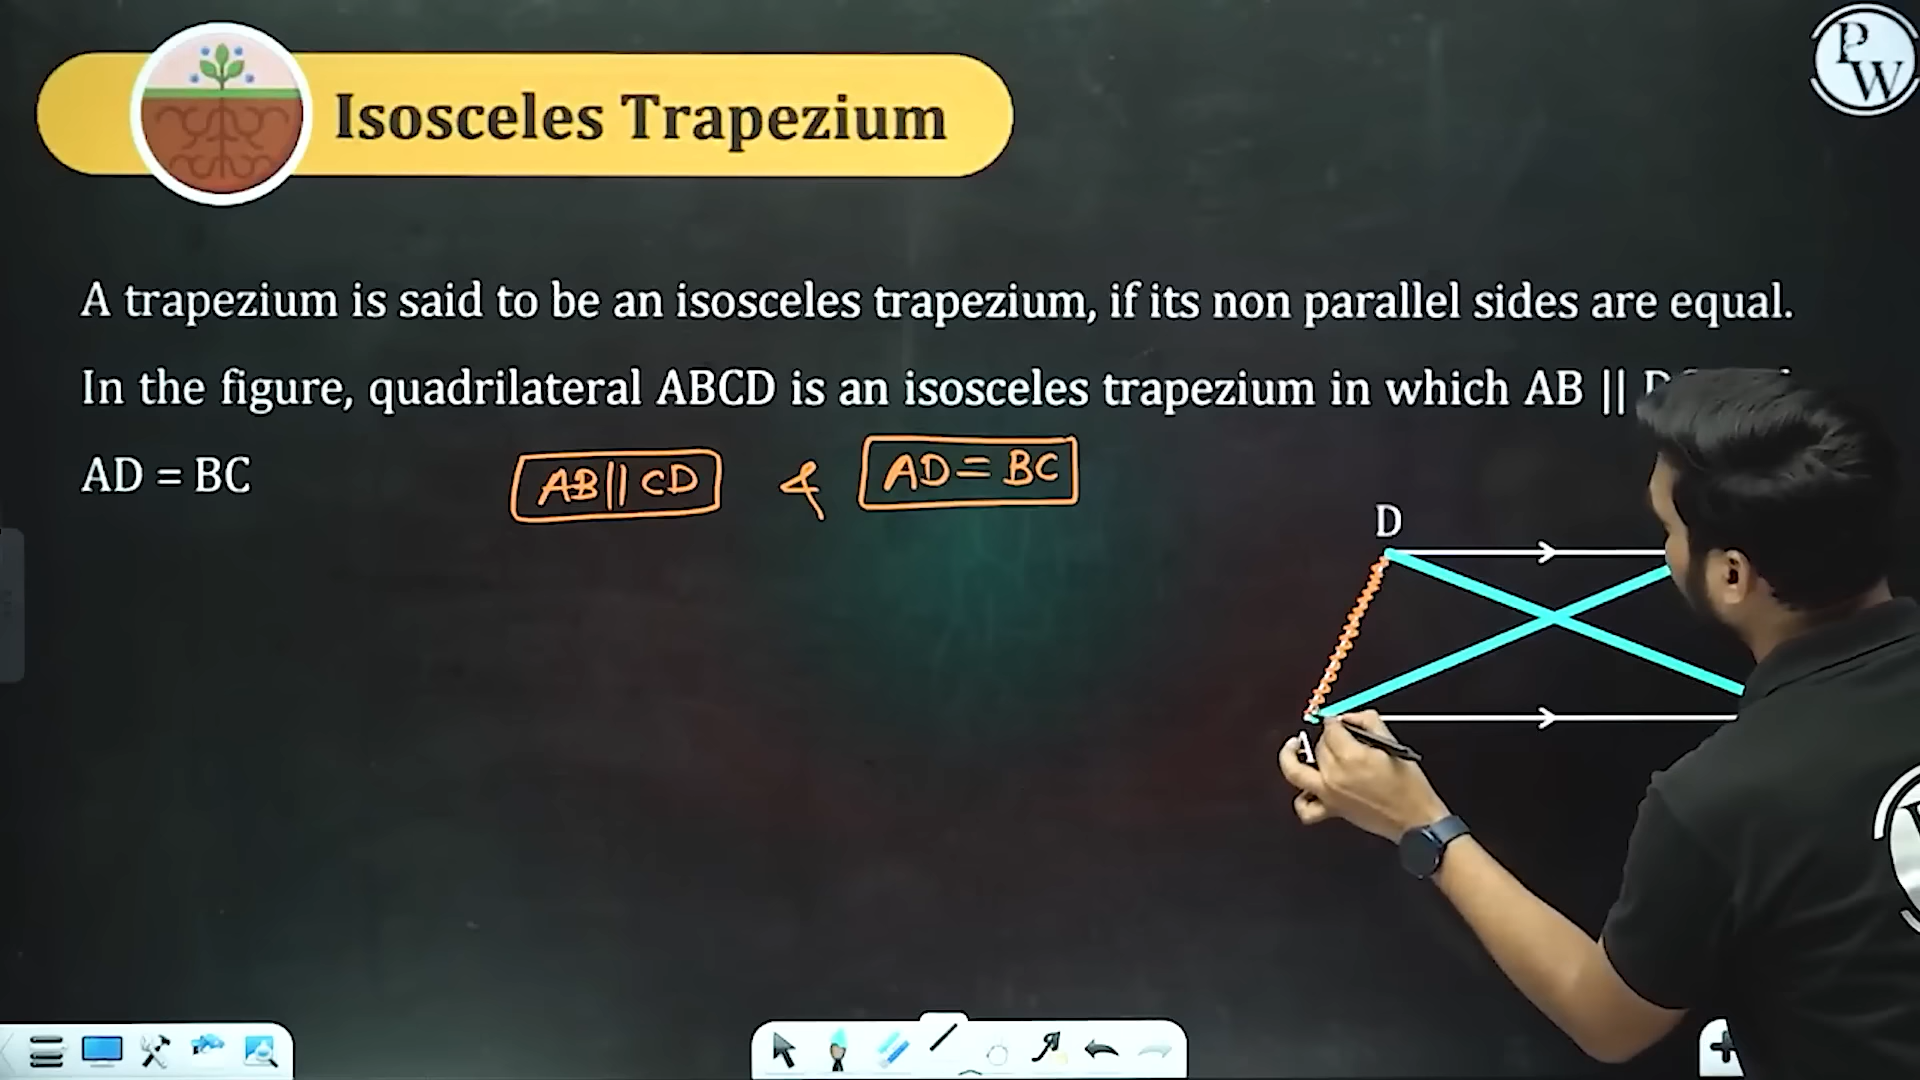 PW
Isosceles Trapezium
A trapezium is said to be an isosceles trapezium, if its non parallel sides are equal.
In the figure, quadrilateral ABCD is an isosceles trapezium in which AB ||
AD = BC
AB || CD & AD = BC
D
A